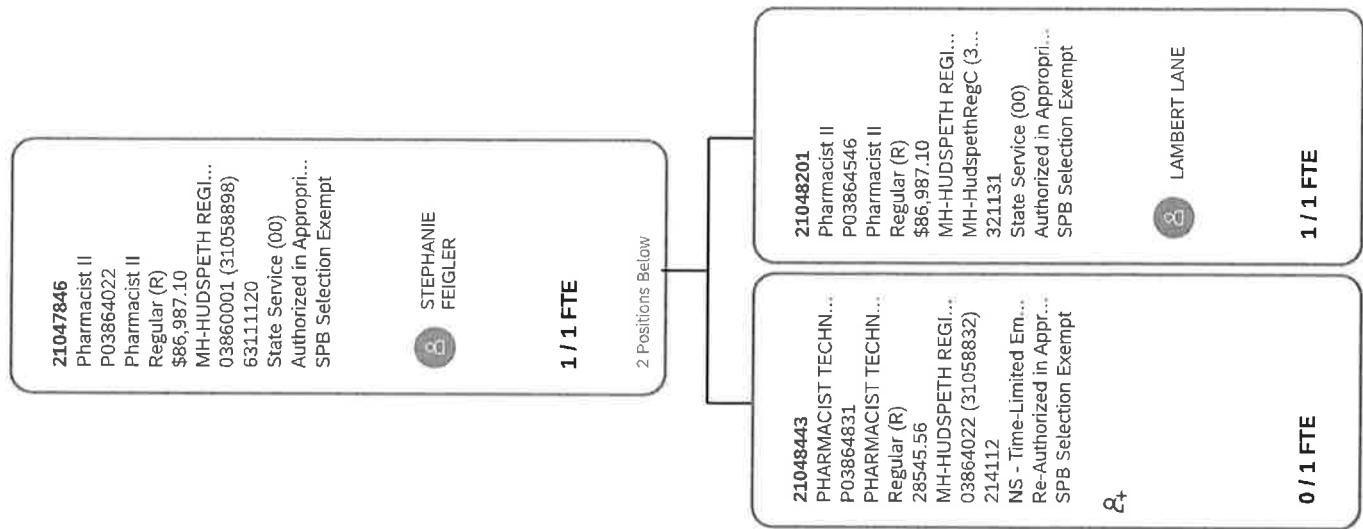 21047846
Pharmacist II
P03864022
Pharmacist II
Regular (R)
$86,987.10
MH-HUDSPETH REGI...
03860001 (31058898)
63111120
State Service (00)
Authorized in Appropri...
SPB Selection Exempt
STEPHANIE
FEIGLER
1 / 1 FTE
2 Positions Below
21048443
PHARMACIST TECHN...
P03864831
PHARMACIST TECHN...
Regular (R)
28545.56
MH-HUDSPETH REGI...
03864022 (31058832)
214112
NS - Time-Limited Em...
Re-Authorized in Appr...
SPB Selection Exempt
0 / 1 FTE
21048201
Pharmacist II
P03864546
Pharmacist II
Regular (R)
$86,987.10
MH-HUDSPETH REGI...
MH-HudspethRegC (3...
321131
State Service (00)
Authorized in Appropri...
SPB Selection Exempt
LAMBERT LANE
1 / 1 FTE